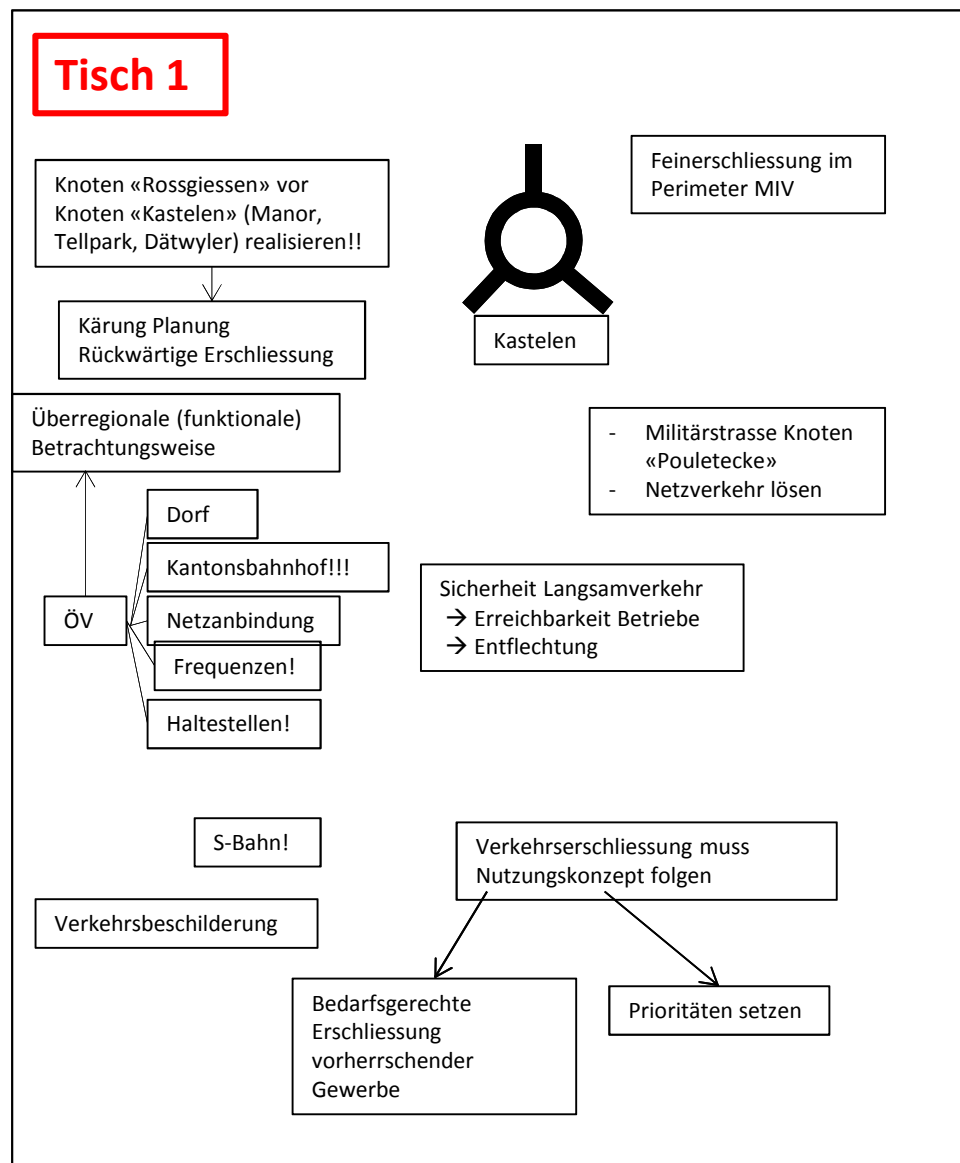 Tisch 1
Knoten «Rossgiessen» vor
Knoten «Kastelen» (Manor,
Tellpark, Dätwyler) realisieren!!
Feinerschliessung im
Perimeter MIV
Kärung Planung
Rückwärtige Erschliessung
Kastelen
Überregionale (funktionale)
Betrachtungsweise
- Militärstrasse Knoten
«Pouletecke»
- Netzverkehr lösen
Dorf
Kantonsbahnhof!!!
ÖV
Netzanbindung
Frequenzen!
Haltestellen!
Sicherheit Langsamverkehr
→ Erreichbarkeit Betriebe
→ Entflechtung
S-Bahn!
Verkehrserschliessung muss
Nutzungskonzept folgen
Verkehrsbeschilderung
Bedarfsgerechte
Erschliessung
vorherrschender
Gewerbe
Prioritäten setzen